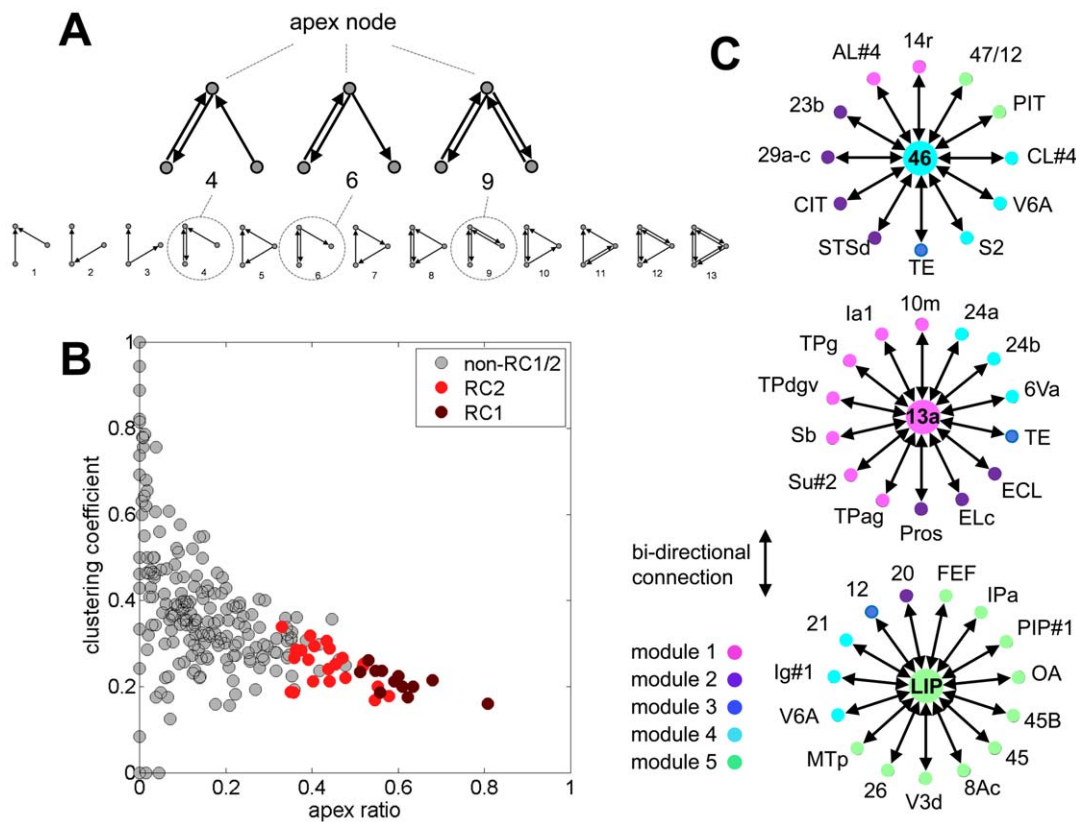 A
apex node
4
6
9
1
2
3
4
5
6
7
8
9
10
11
12
13
B
clustering coefficient
1
0.8
0.6
0.4
0.2
0
0
0.2
0.4
0.6
0.8
1
apex ratio
non-RC1/2
RC2
RC1
C
46
14r
47/12
PIT
CL#4
V6A
S2
TE
STSd
CIT
29a-c
23b
AL#4
13a
10m
24a
24b
6Va
TE
ECL
ELc
Pros
TPag
Su#2
Sb
TPdgv
TPg
Ia1
bi-directional
connection
LIP
20
FEF
IPa
PIP#1
OA
45B
45
8Ac
V3d
26
MTp
V6A
Ig#1
21
12
module 1
module 2
module 3
module 4
module 5